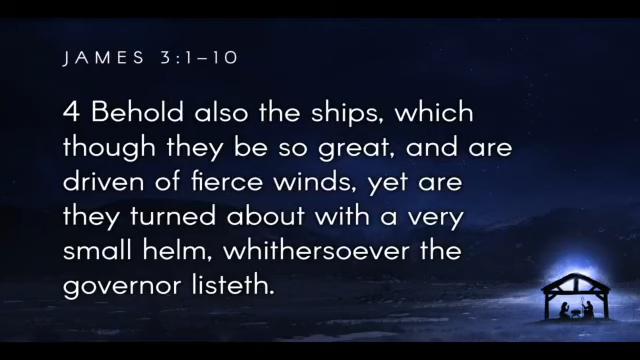 JAMES 3:1–10
4 Behold also the ships, which
though they be so great, and are
driven of fierce winds, yet are
they turned about with a very
small helm, whithersoever the
governor listeth.